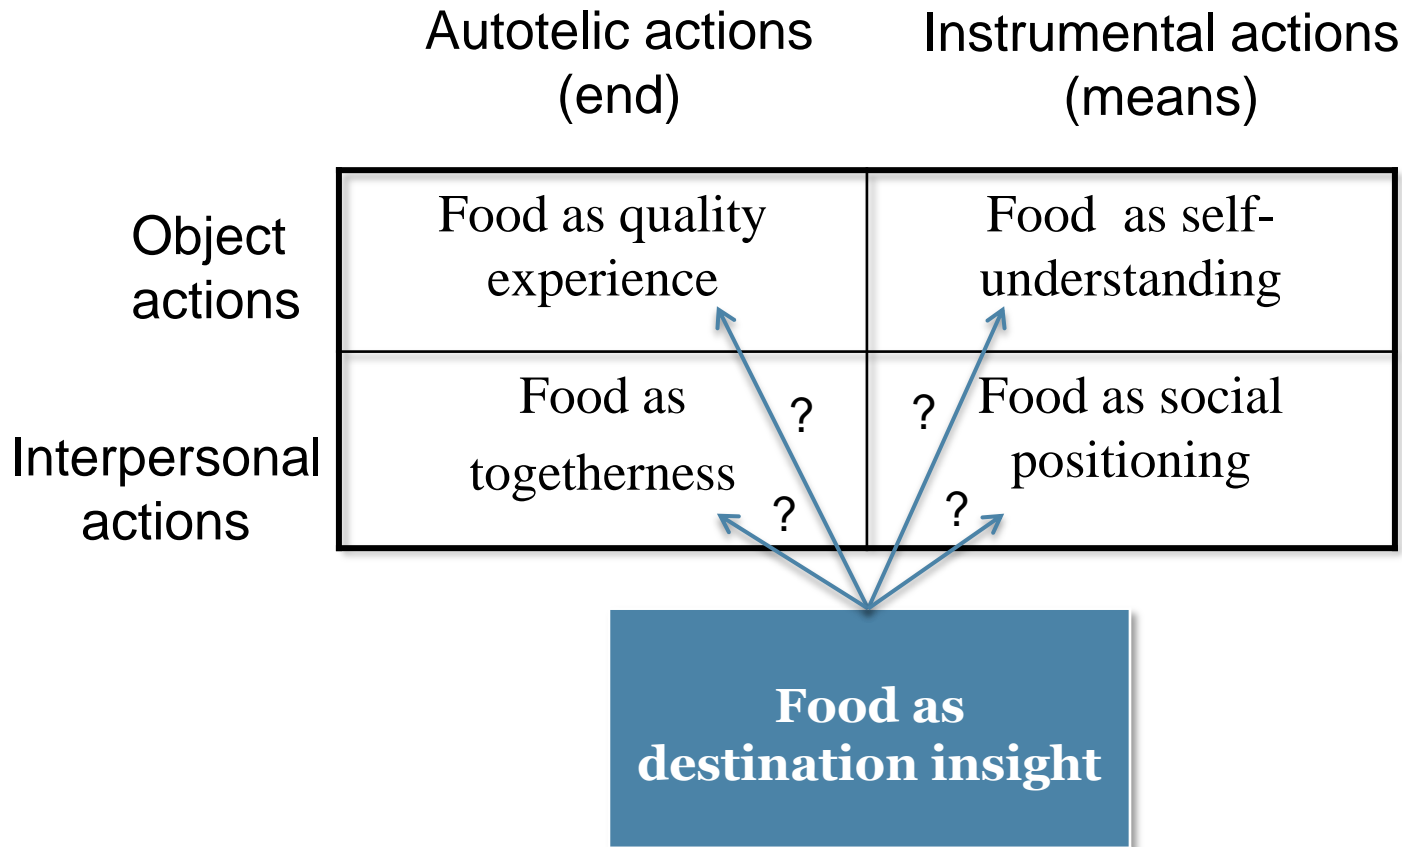 Autotelic actions
(end)
Instrumental actions
(means)
Object
actions
Food as quality
experience
Food as self-
understanding
Interpersonal
actions
Food as
togetherness
Food as social
positioning
?
?
?
?
Food as
destination insight